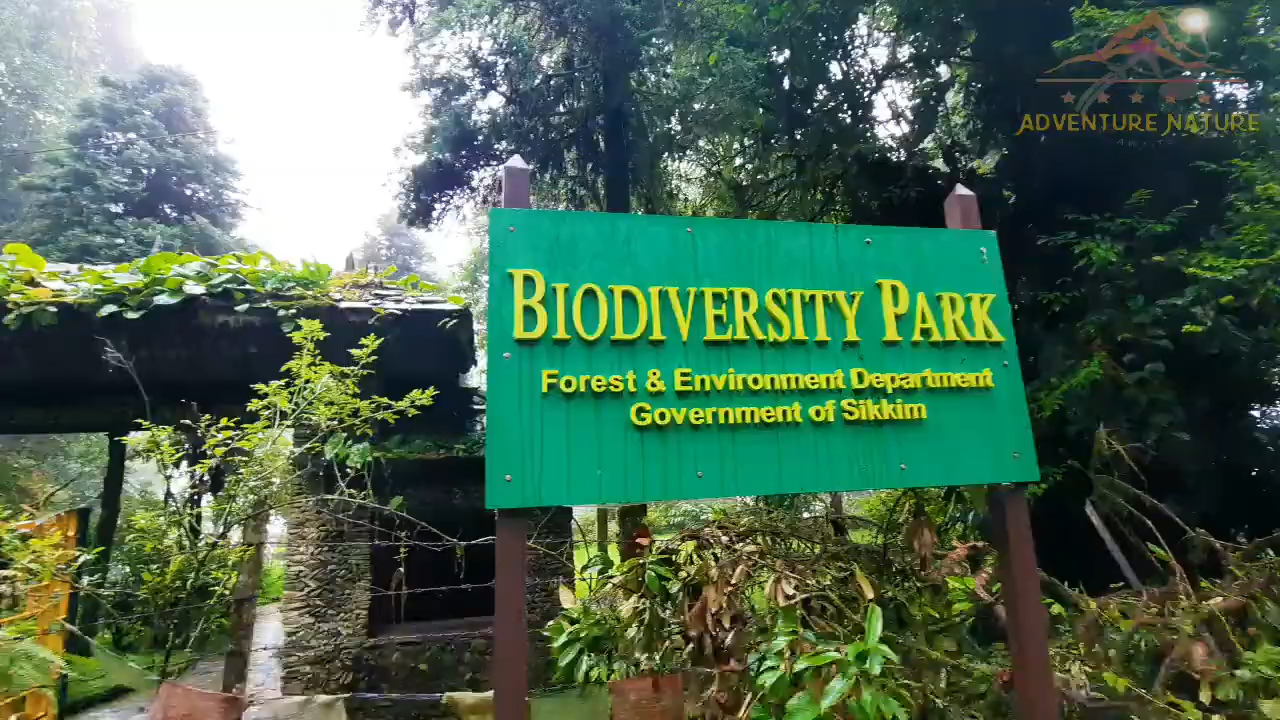 ADVENTURE NATURE
BIODIVERSITY PARK
Forest & Environment Department
Government of Sikkim